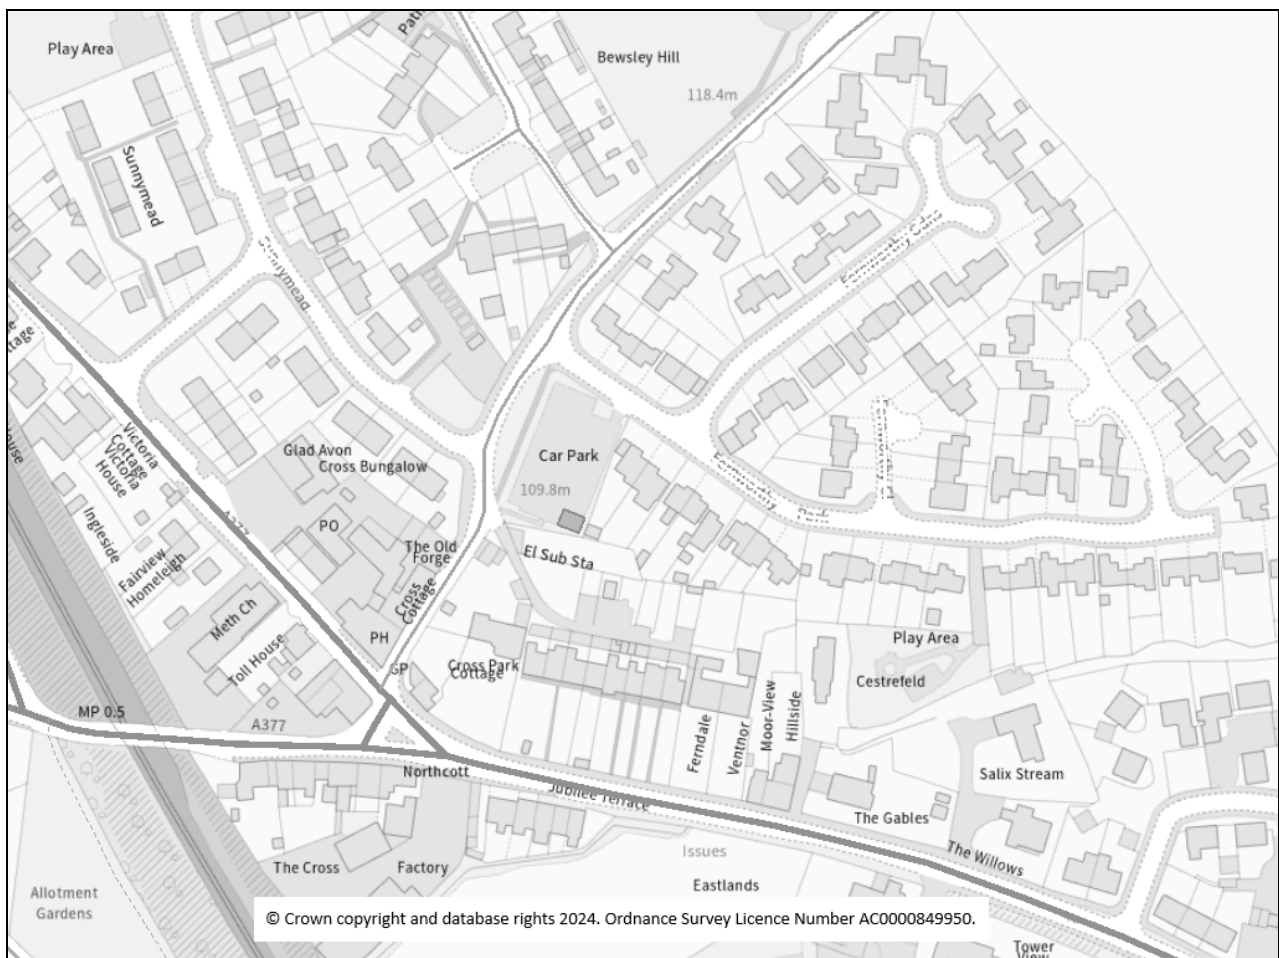 Play Area
Path
Bewsley Hill
118.4m
Sunnymead
Sunnymead
Victoria
Cottage
Victoria
House
Glad Avon
Cross Bungalow
Car Park
109.8m
PO
A377
Ingleside
The Old
Forge
El Sub Sta
Fairview
Homeleigh
Cross
Cottage
Meth Ch
PH
Toll House
GP
Cross Park
Cottage
Play Area
Cestrefeld
MP 0.5
A377
Ferndale
Ventnor
Moor-View
Hillside
Northcott
Jubilee Terrace
Salix Stream
The Gables
The Willows
The Cross
Factory
Issues
Eastlands
Allotment
Gardens
© Crown copyright and database rights 2024. Ordnance Survey Licence Number AC0000849950.
Tower
View